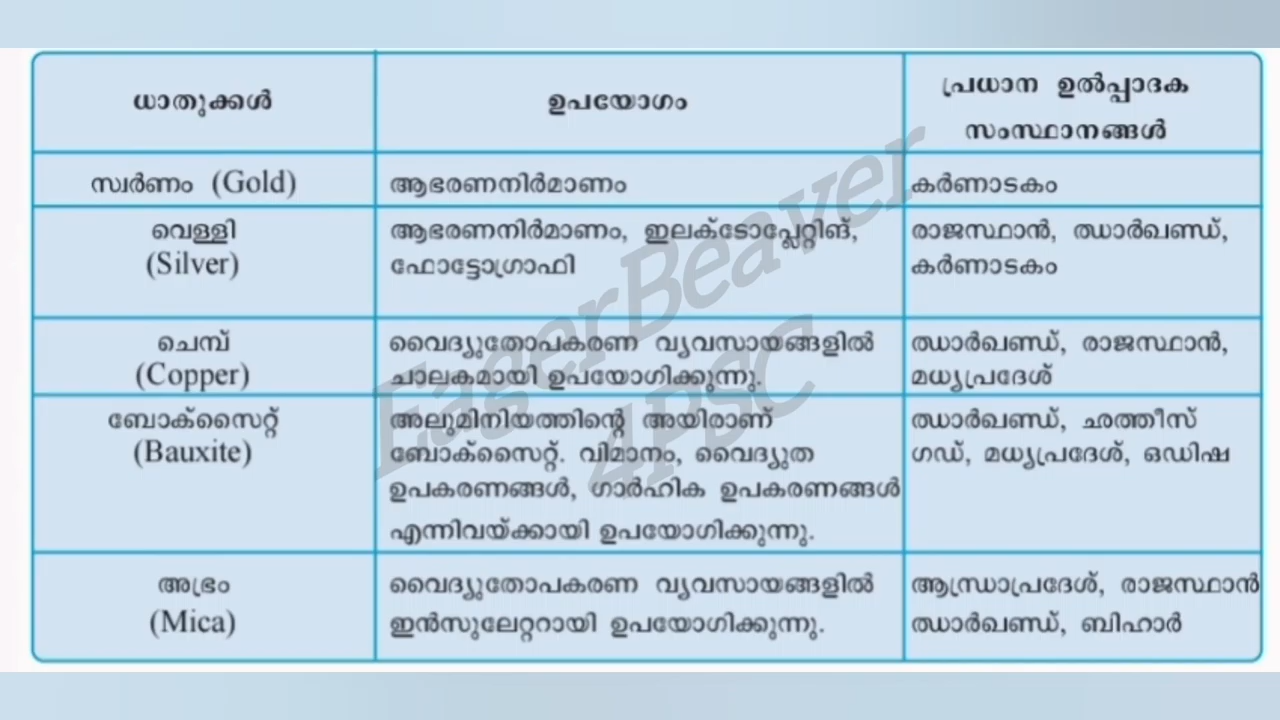 ധാതുക്കൾ
ഉപയോഗം
പ്രധാന ഉൽപ്പാദക
സംസ്ഥാനങ്ങൾ
സ്വർണം (Gold)
ആഭരണനിർമാണം
കർണാടകം
വെള്ളി
(Silver)
ആഭരണനിർമാണം, ഇലക്ടോപ്ലേറ്റിങ്,
ഫോട്ടോഗ്രാഫി
രാജസ്ഥാൻ, ഝാർഖണ്ഡ്,
കർണാടകം
ചെമ്പ്
(Copper)
വൈദ്യുതോപകരണ വ്യവസായങ്ങളിൽ
ചാലകമായി ഉപയോഗിക്കുന്നു.
ഝാർഖണ്ഡ്, രാജസ്ഥാൻ,
മധ്യപ്രദേശ്
ബോക്സൈറ്റ്
(Bauxite)
അലുമിനിയത്തിന്റെ അയിരാണ്
ബോക്സൈറ്റ്. വിമാനം, വൈദ്യുത
ഉപകരണങ്ങൾ, ഗാർഹിക ഉപകരണങ്ങൾ
എന്നിവയ്ക്കായി ഉപയോഗിക്കുന്നു.
ഝാർഖണ്ഡ്, ഛത്തീസ്
ഗഡ്, മധ്യപ്രദേശ്, ഒഡിഷ
അഭ്രം
(Mica)
വൈദ്യുതോപകരണ വ്യവസായങ്ങളിൽ
ഇൻസുലേറ്ററായി ഉപയോഗിക്കുന്നു.
ആന്ധ്രാപ്രദേശ്, രാജസ്ഥാൻ
ഝാർഖണ്ഡ്, ബിഹാർ
EagerBeaver
4PSC